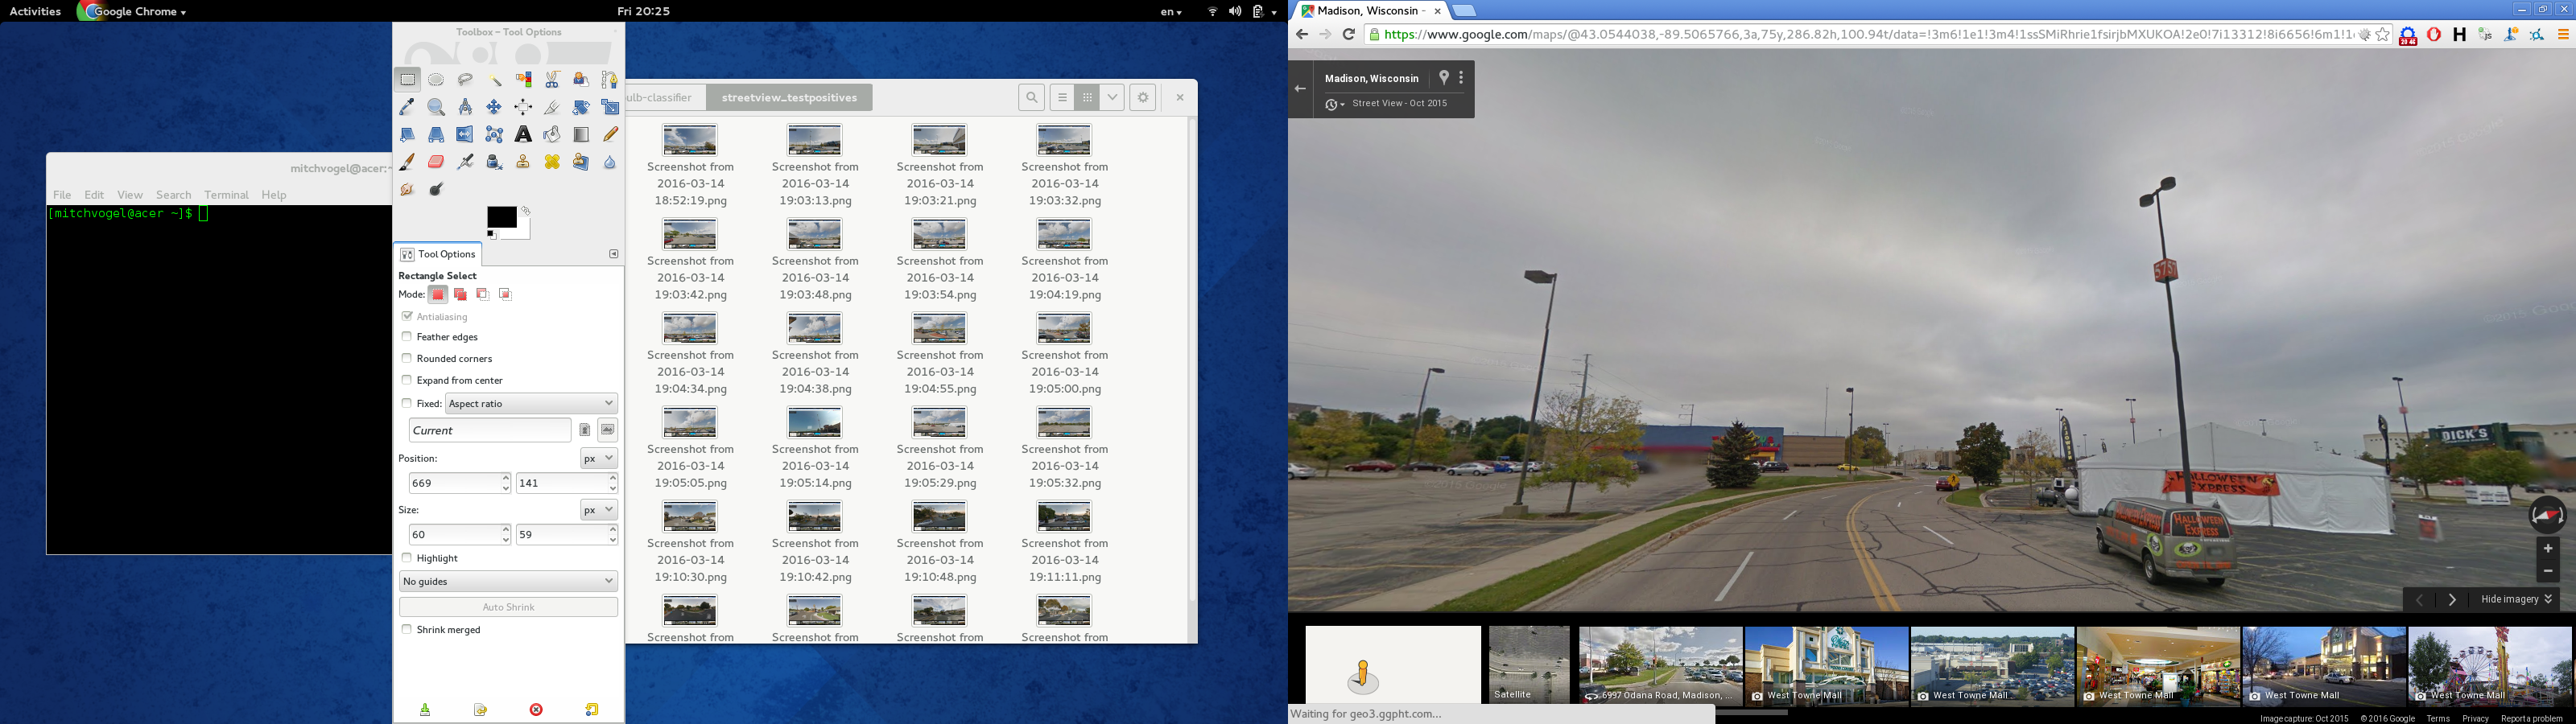 Activities
Google Chrome
Fri 20:25
en
Toolbox – Tool Options
mitchvogel@acer:~
File Edit View Search Terminal Help
[mitchvogel@acer ~]$
Tool Options
Rectangle Select
Mode:
Antialiasing
Feather edges
Rounded corners
Expand from center
Fixed: Aspect ratio
Current
Position: px
669 141
Size: px
60 59
Highlight
No guides
Auto Shrink
Shrink merged
ulb-classifier streetview_testpositives
Screenshot from Screenshot from Screenshot from Screenshot from
2016-03-14 2016-03-14 2016-03-14 2016-03-14
18:52:19.png 19:03:13.png 19:03:21.png 19:03:32.png
Screenshot from Screenshot from Screenshot from Screenshot from
2016-03-14 2016-03-14 2016-03-14 2016-03-14
19:03:42.png 19:03:48.png 19:03:54.png 19:04:19.png
Screenshot from Screenshot from Screenshot from Screenshot from
2016-03-14 2016-03-14 2016-03-14 2016-03-14
19:04:34.png 19:04:38.png 19:04:55.png 19:05:00.png
Screenshot from Screenshot from Screenshot from Screenshot from
2016-03-14 2016-03-14 2016-03-14 2016-03-14
19:05:05.png 19:05:14.png 19:05:29.png 19:05:32.png
Screenshot from Screenshot from Screenshot from Screenshot from
2016-03-14 2016-03-14 2016-03-14 2016-03-14
19:10:30.png 19:10:42.png 19:10:48.png 19:11:11.png
Screenshot from Screenshot from Screenshot from Screenshot from
Madison, Wisconsin -
https://www.google.com/maps/@43.0544038,-89.5065766,3a,75y,286.82h,100.94t/data=!3m6!1e1!3m4!1ssSMiRhrie1fsirjbMXUKOA!2e0!7i13312!8i6656!6m1!1
Madison, Wisconsin
Street View - Oct 2015
DICK'S
HALLOWEEN
EXPRESS
HALLOWEEN
EXPRESS
Hide imagery
Satellite
6997 Odana Road, Madison, ...
West Towne Mall
West Towne Mall
West Towne Mall
West Towne Mall
West Towne Mall
Waiting for geo3.ggpht.com...
Image capture: Oct 2015 © 2016 Google Terms Privacy Report a problem